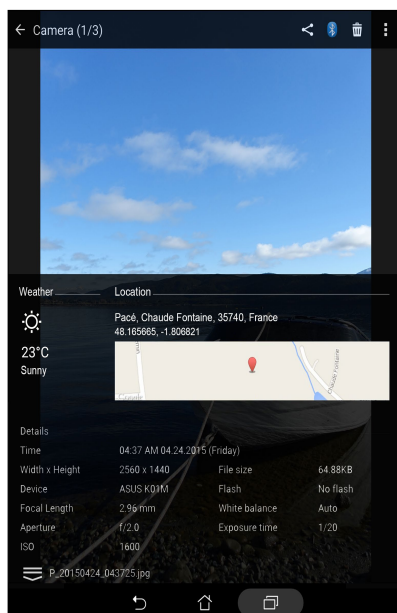 Camera (1/3)
Weather
Location
Pacé, Chaude Fontaine, 35740, France
48.165665, -1.806821
23°C
Sunny
Chaude Fontaine
Google
Details
Time 04:37 AM 04.24.2015 (Friday)
Width x Height 2560 x 1440 File size 64.88KB
Device ASUS K01M Flash No flash
Focal Length 2.96 mm White balance Auto
Aperture f/2.0 Exposure time 1/20
ISO 1600
P_20150424_043725.jpg